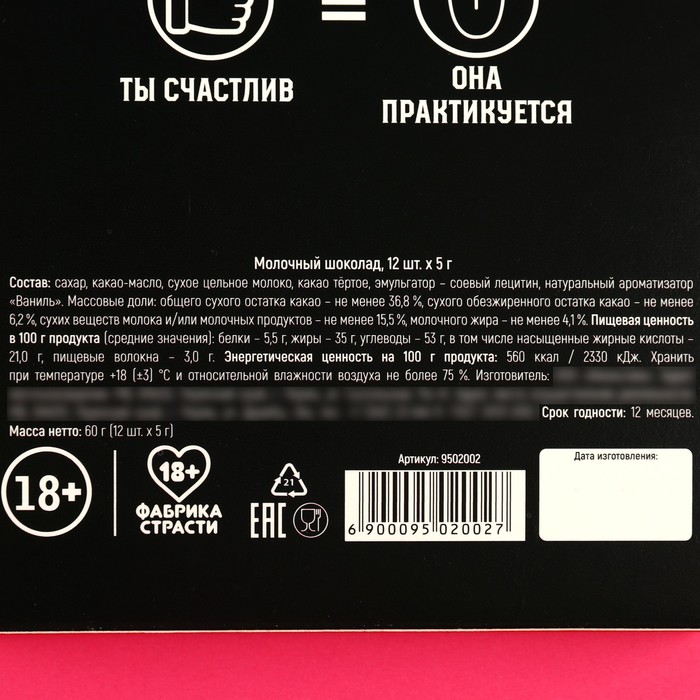 ТЫ СЧАСТЛИВ
ОНА
ПРАКТИКУЕТСЯ
Молочный шоколад, 12 шт. х 5 г
Состав: сахар, какао-масло, сухое цельное молоко, какао тёртое, эмульгатор – соевый лецитин, натуральный ароматизатор
«Ваниль». Массовые доли: общего сухого остатка какао – не менее 36,8 %, сухого обезжиренного остатка какао – не менее
6,2 %, сухих веществ молока и/или молочных продуктов – не менее 15,5 %, молочного жира – не менее 4,1 %. Пищевая ценность
в 100 г продукта (средние значения): белки – 5,5 г, жиры – 35 г, углеводы – 53 г, в том числе насыщенные жирные кислоты –
21,0 г, пищевые волокна – 3,0 г. Энергетическая ценность на 100 г продукта: 560 ккал / 2330 кДж. Хранить
при температуре +18 (±3) °С и относительной влажности воздуха не более 75 %. Изготовитель:
Срок годности: 12 месяцев.
Масса нетто: 60 г (12 шт. х 5 г)
18+
18+
ФАБРИКА
СТРАСТИ
21
EAC
Артикул: 9502002
6 900095 020027
Дата изготовления: